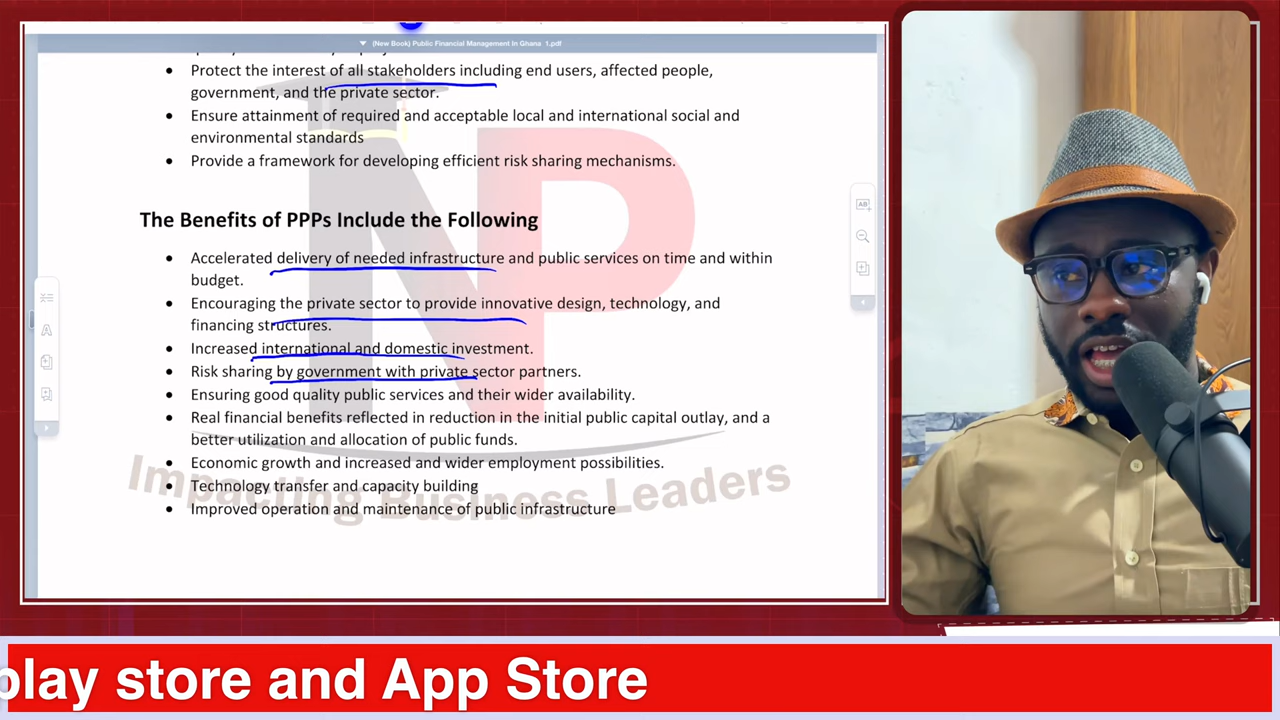 (New Book) Public Financial Management In Ghana 1.pdf
• Protect the interest of all stakeholders including end users, affected people,
government, and the private sector.
• Ensure attainment of required and acceptable local and international social and
environmental standards
• Provide a framework for developing efficient risk sharing mechanisms.
The Benefits of PPPs Include the Following
• Accelerated delivery of needed infrastructure and public services on time and within
budget.
• Encouraging the private sector to provide innovative design, technology, and
financing structures.
• Increased international and domestic investment.
• Risk sharing by government with private sector partners.
• Ensuring good quality public services and their wider availability.
• Real financial benefits reflected in reduction in the initial public capital outlay, and a
better utilization and allocation of public funds.
• Economic growth and increased and wider employment possibilities.
• Technology transfer and capacity building
• Improved operation and maintenance of public infrastructure
NP
Impacting Business Leaders
play store and App Store